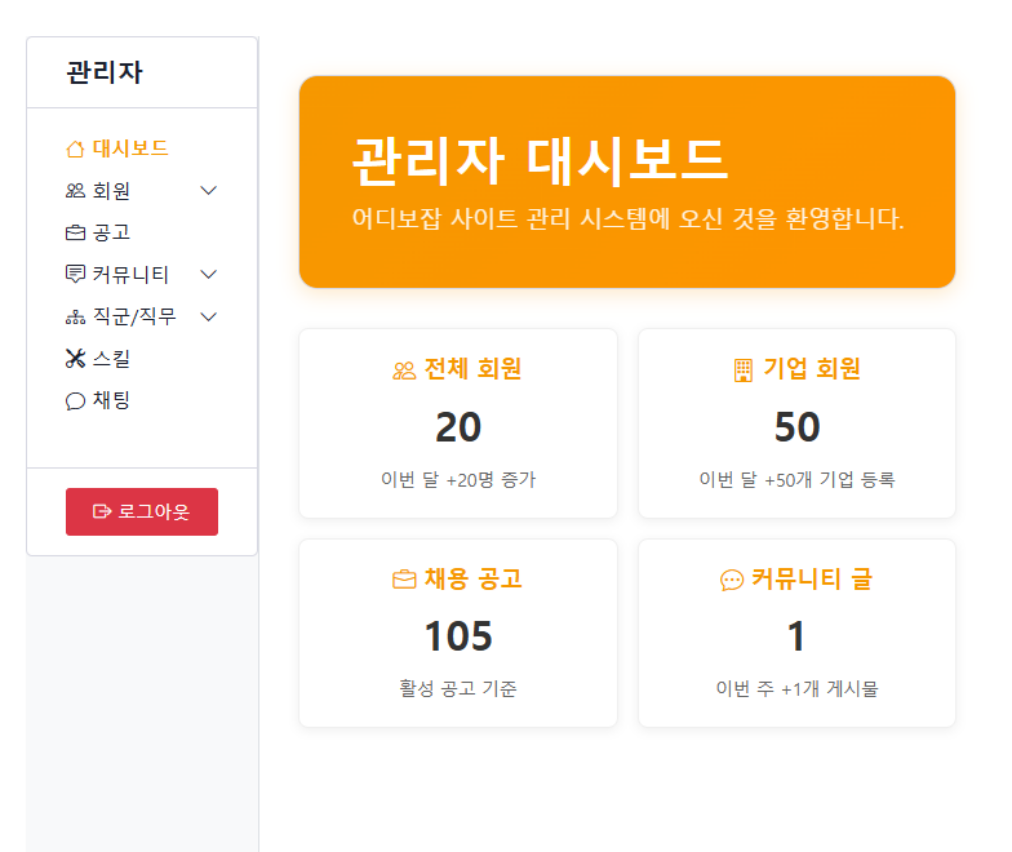 관리자
대시보드
회원
공고
커뮤니티
직군/직무
스킬
채팅
로그아웃
관리자 대시보드
어디보잡 사이트 관리 시스템에 오신 것을 환영합니다.
전체 회원
20
이번 달 +20명 증가
기업 회원
50
이번 달 +50개 기업 등록
채용 공고
105
활성 공고 기준
커뮤니티 글
1
이번 주 +1개 게시물